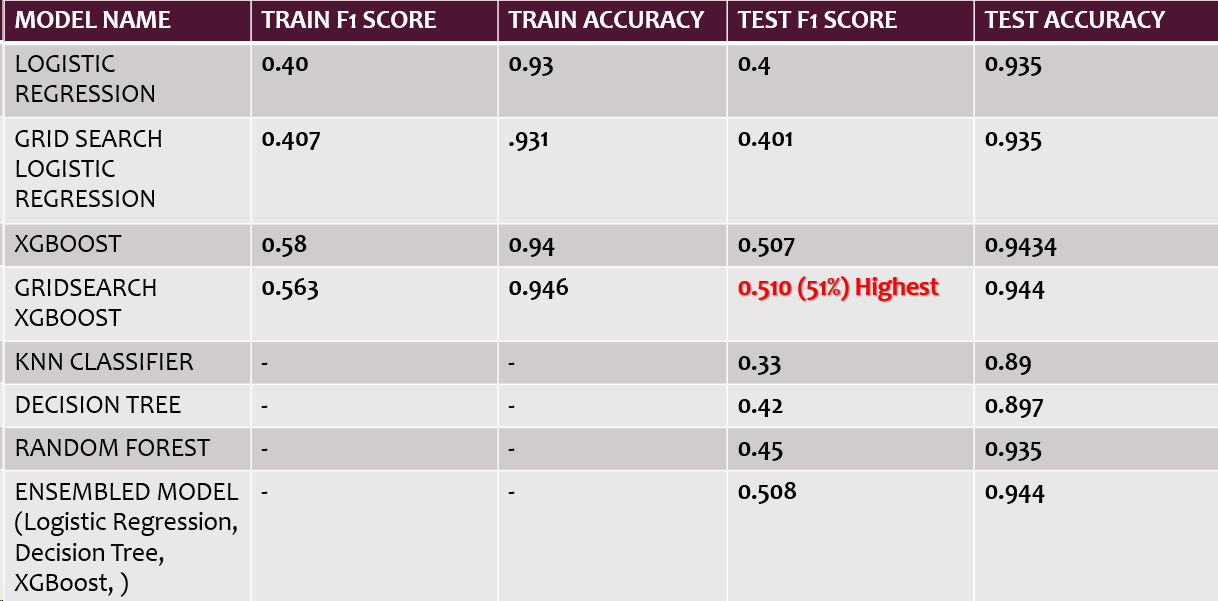 MODEL NAME TRAIN F1 SCORE TRAIN ACCURACY TEST F1 SCORE TEST ACCURACY
LOGISTIC 0.40 0.93 0.4 0.935
REGRESSION
GRID SEARCH 0.407 .931 0.401 0.935
LOGISTIC
REGRESSION
XGBOOST 0.58 0.94 0.507 0.9434
GRIDSEARCH 0.563 0.946 0.510 (51%) Highest 0.944
XGBOOST
KNN CLASSIFIER - - 0.33 0.89
DECISION TREE - - 0.42 0.897
RANDOM FOREST - - 0.45 0.935
ENSEMBLED MODEL - - 0.508 0.944
(Logistic Regression,
Decision Tree,
XGBoost, )